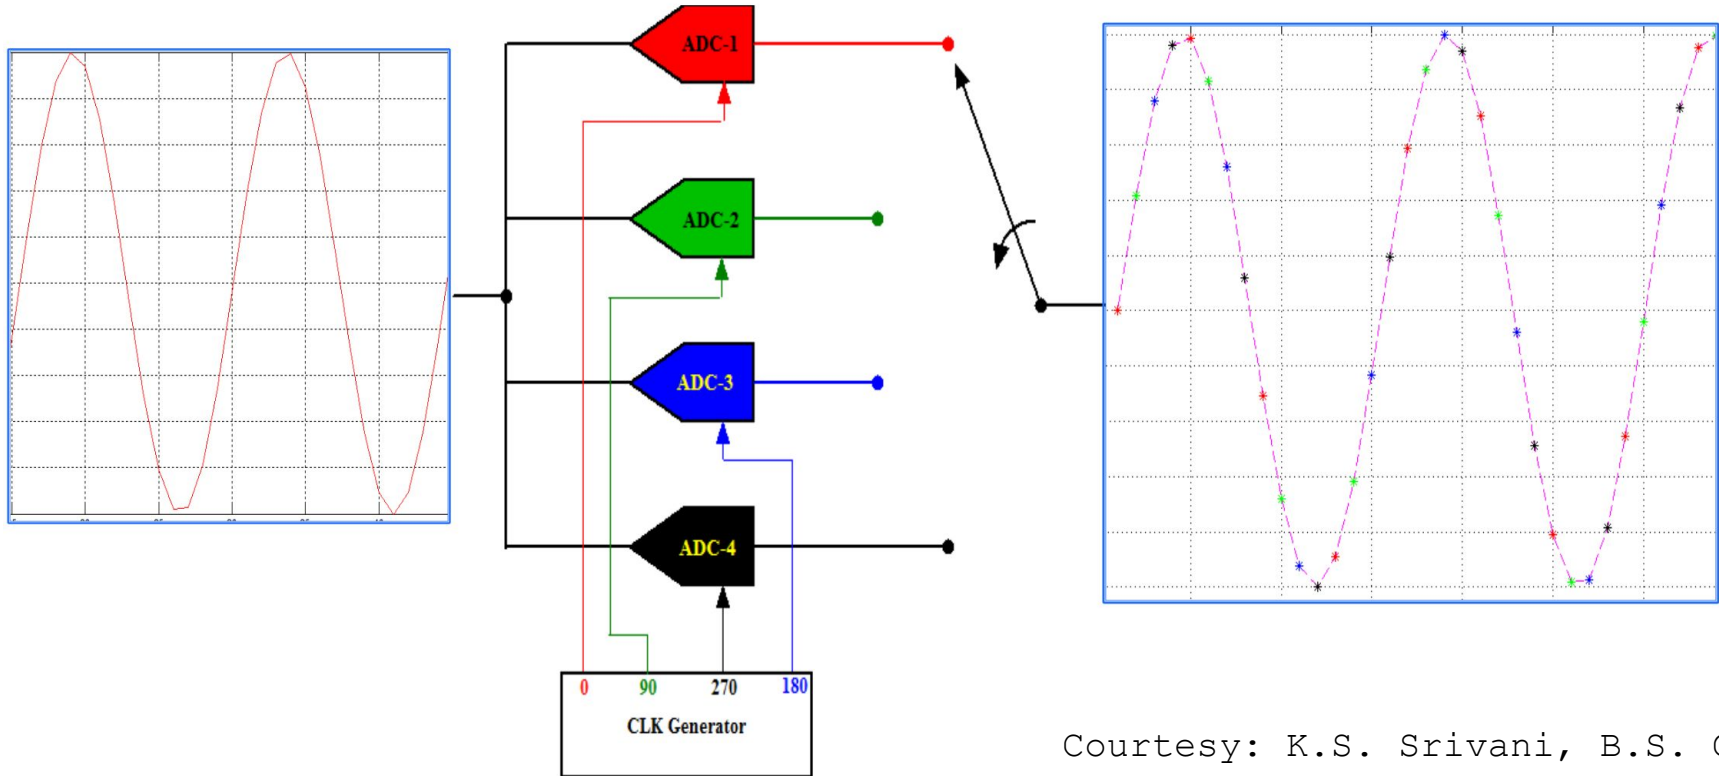 ADC-1
ADC-2
ADC-3
ADC-4
0 90 270 180
CLK Generator
Courtesy: K.S. Srivani, B.S.